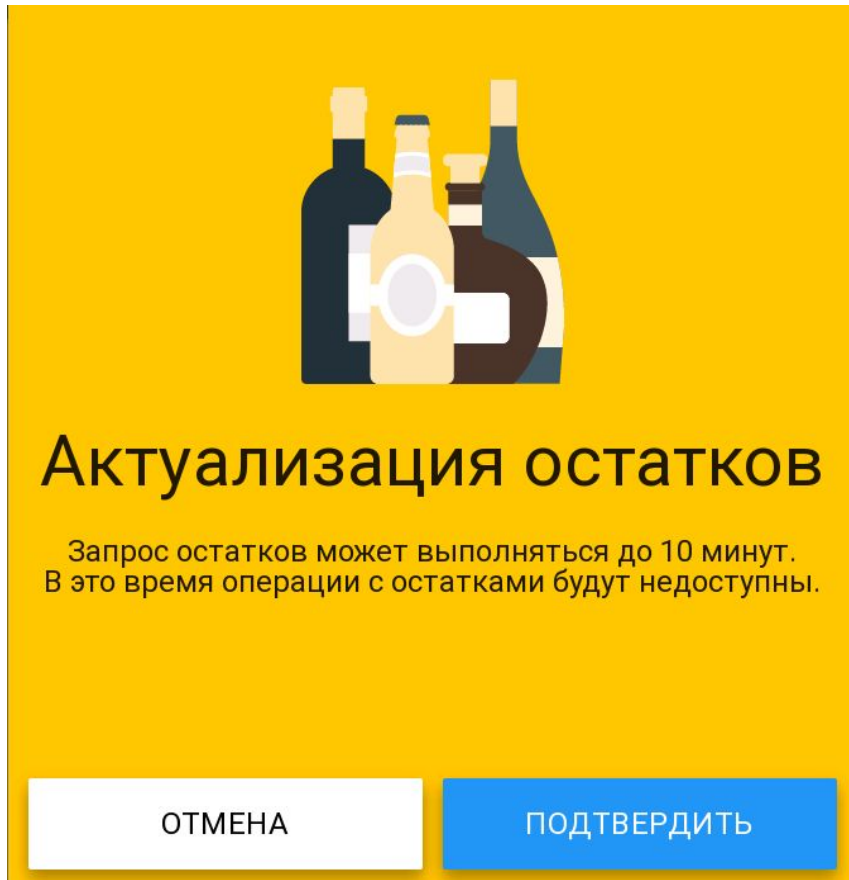 Актуализация остатков
Запрос остатков может выполняться до 10 минут.
В это время операции с остатками будут недоступны.
ОТМЕНА
ПОДТВЕРДИТЬ